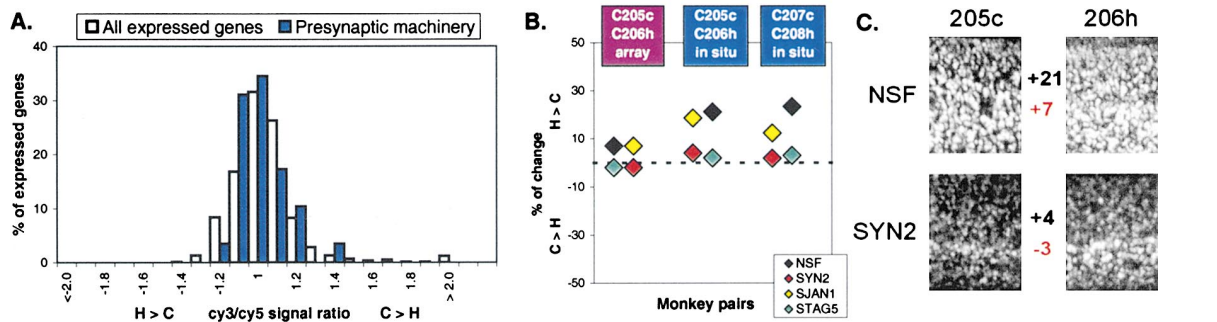 A.
All expressed genes
Presynaptic machinery
% of expressed genes
40
30
20
10
0
<-2.0
-1.8
-1.6
-1.4
-1.2
1
1.2
1.4
1.6
1.8
> 2.0
H > C
cy3/cy5 signal ratio
C > H
B.
C205c
C206h
array
C205c
C206h
in situ
C207c
C208h
in situ
% of change
H > C
C > H
50
30
10
-10
-30
-50
NSF
SYN2
SJAN1
STAG5
Monkey pairs
C.
205c
206h
NSF
+21
+7
SYN2
+4
-3